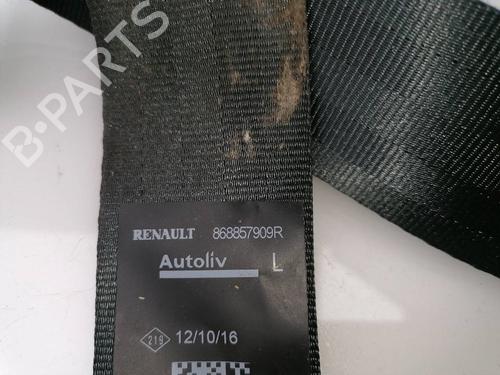 B-PARTS
RENAULT 868857909R
Autoliv L
219 12/10/16